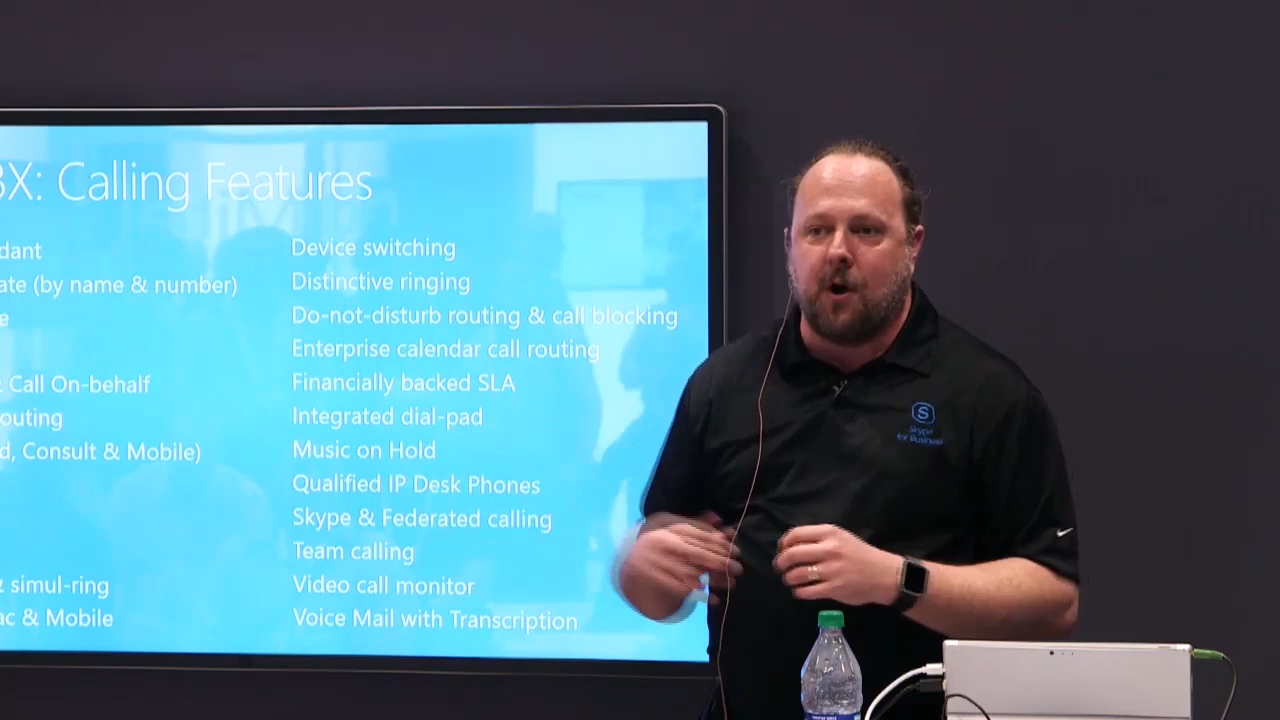 BX: Calling Features
dant
ate (by name & number)
e
& Call On-behalf
outing
d, Consult & Mobile)
& simul-ring
ac & Mobile
Device switching
Distinctive ringing
Do-not-disturb routing & call blocking
Enterprise calendar call routing
Financially backed SLA
Integrated dial-pad
Music on Hold
Qualified IP Desk Phones
Skype & Federated calling
Team calling
Video call monitor
Voice Mail with Transcription
S
Skype
for Business